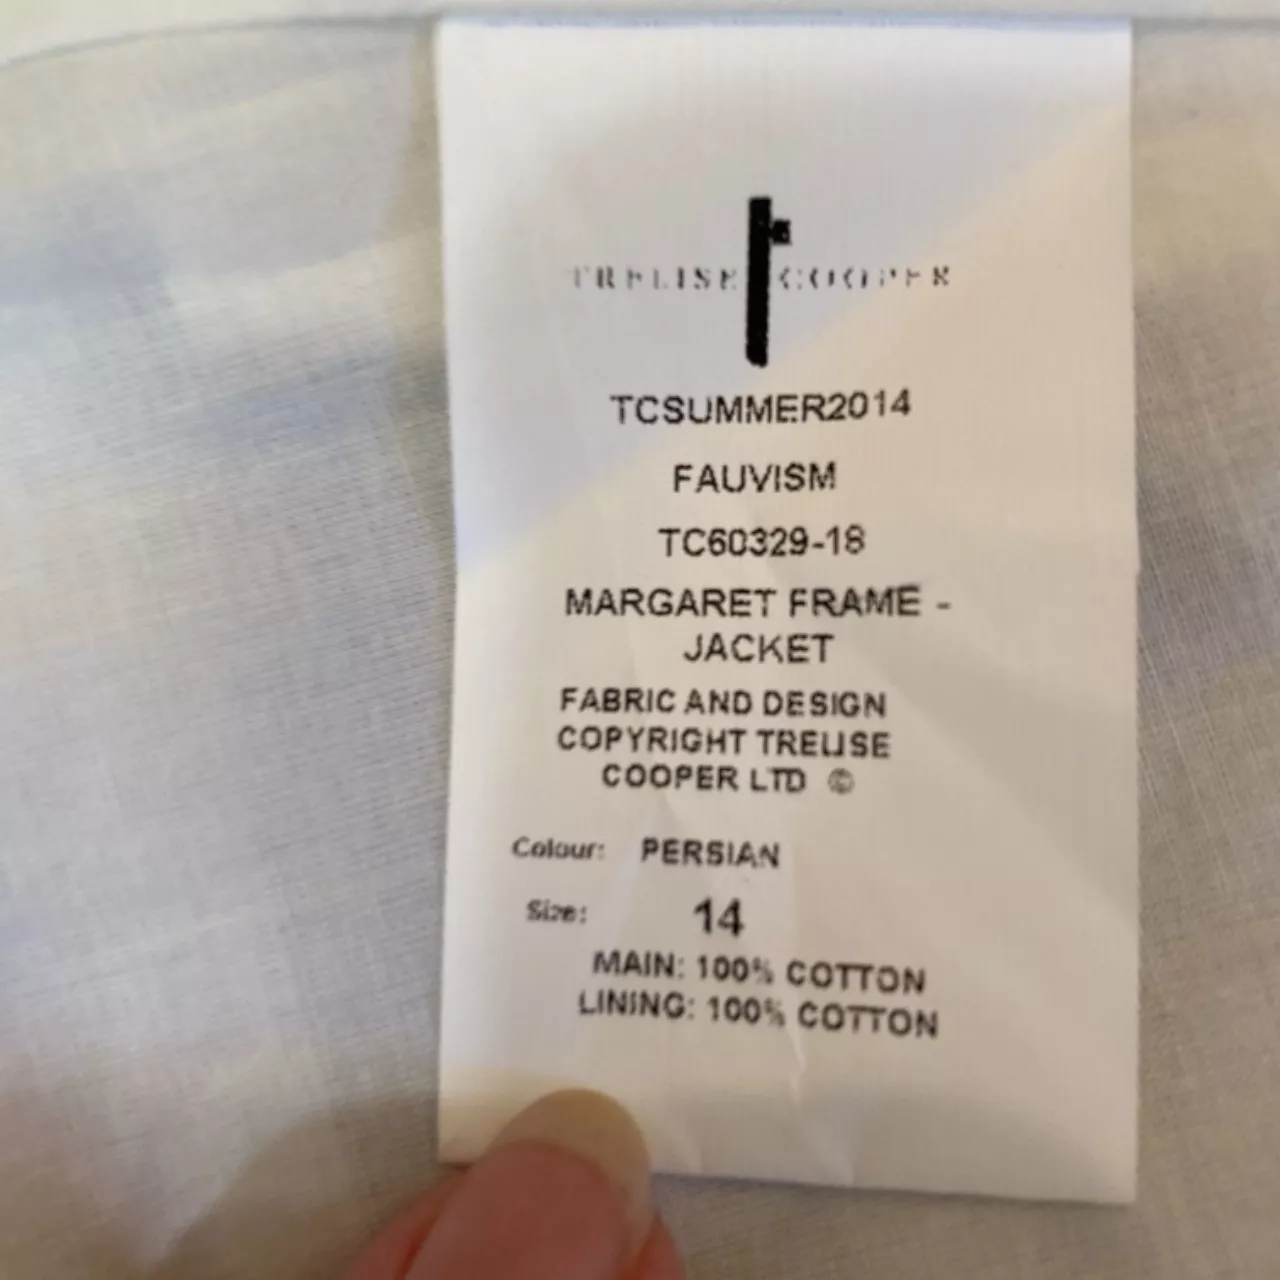 TRELISE COOPER
TCSUMMER2014
FAUVISM
TC60329-18
MARGARET FRAME -
JACKET
FABRIC AND DESIGN
COPYRIGHT TRELISE
COOPER LTD ©
Colour: PERSIAN
Size: 14
MAIN: 100% COTTON
LINING: 100% COTTON